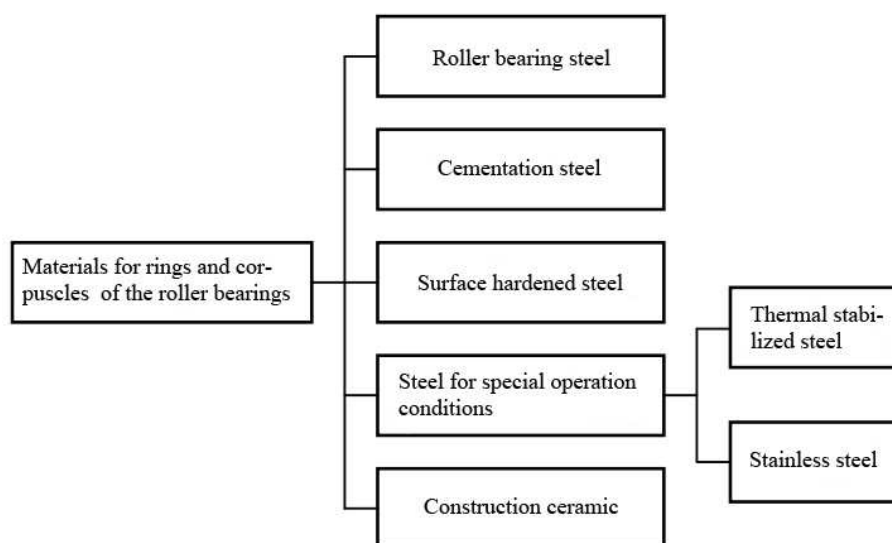 Roller bearing steel
Cementation steel
Materials for rings and cor-
puscles of the roller bearings
Surface hardened steel
Thermal stabi-
lized steel
Steel for special operation
conditions
Stainless steel
Construction ceramic